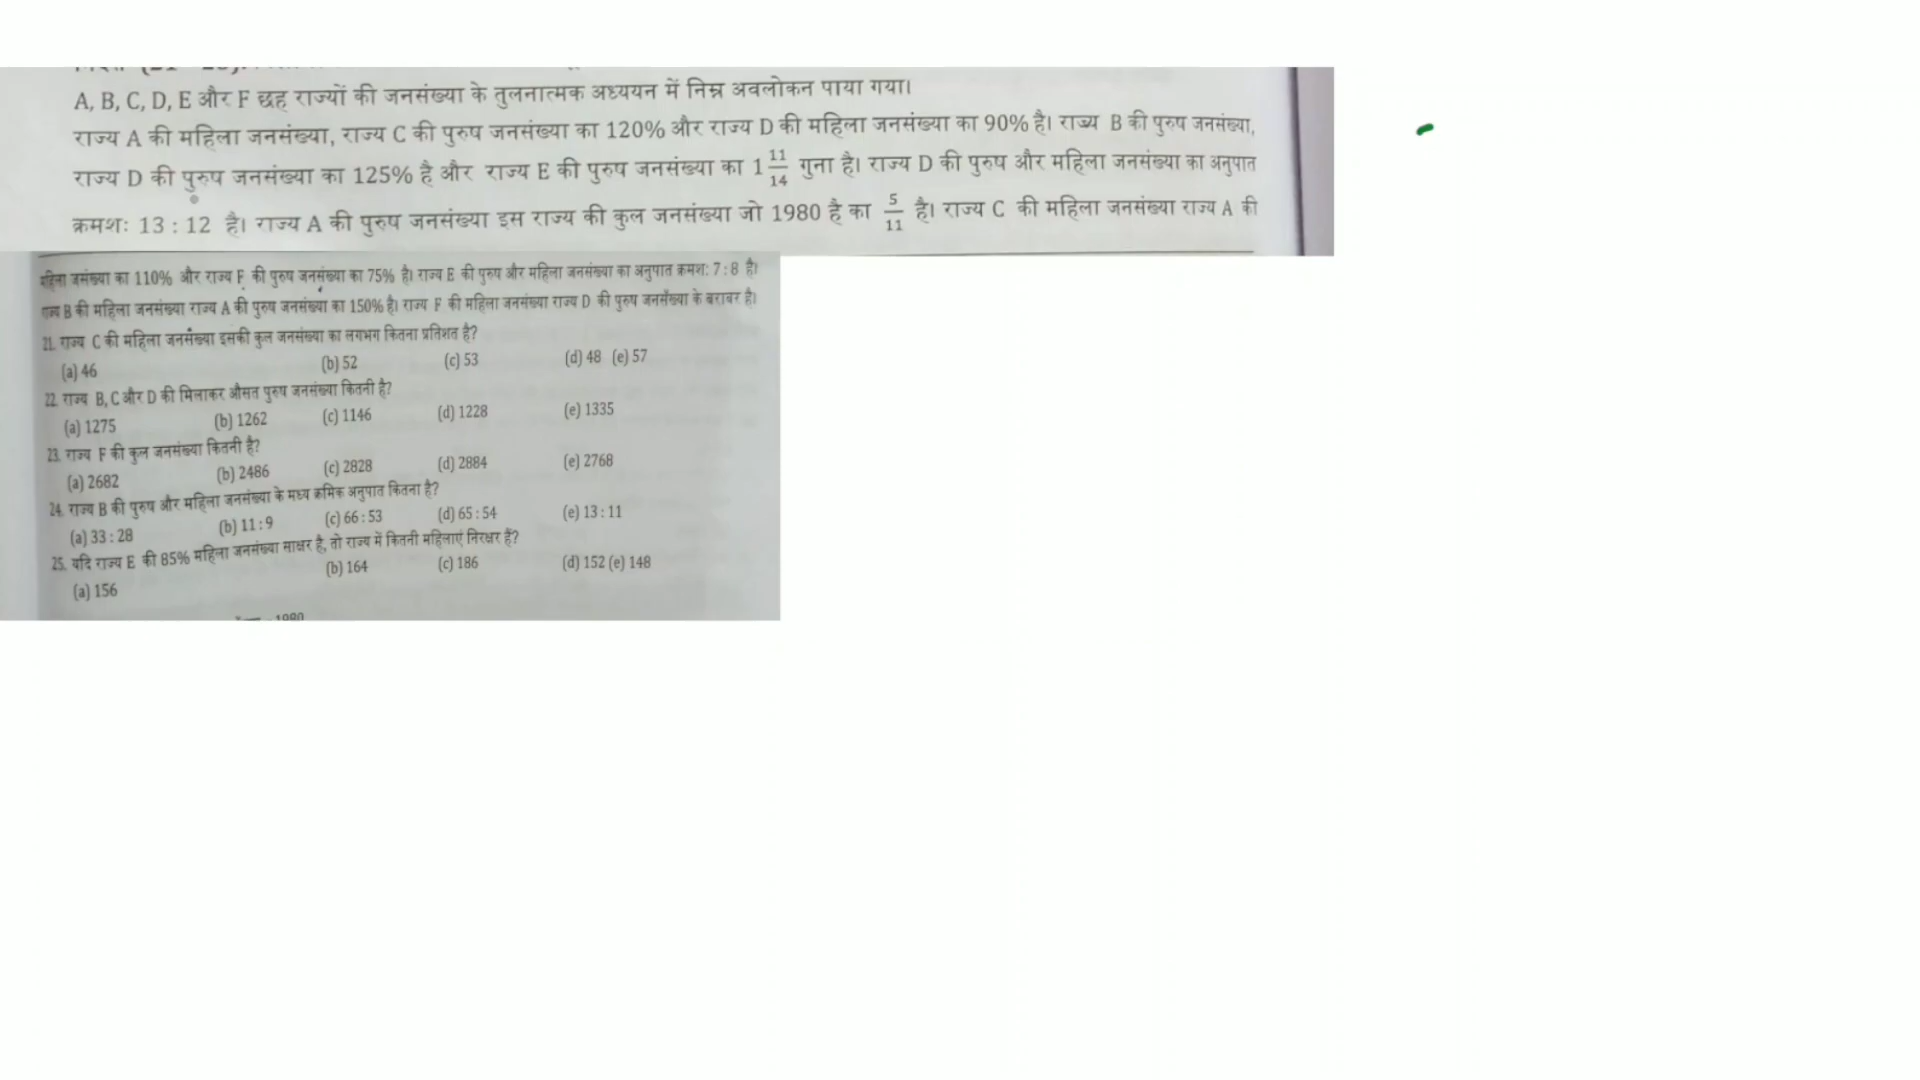 A, B, C, D, E और F छह राज्यों की जनसंख्या के तुलनात्मक अध्ययन में निम्न अवलोकन पाया गया।
राज्य A की महिला जनसंख्या, राज्य C की पुरुष जनसंख्या का 120% और राज्य D की महिला जनसंख्या का 90% है। राज्य B की पुरुष जनसंख्या,
राज्य D की पुरुष जनसंख्या का 125% है और राज्य E की पुरुष जनसंख्या का 1 11/14 गुना है। राज्य D की पुरुष और महिला जनसंख्या का अनुपात
क्रमशः 13 : 12 है। राज्य A की पुरुष जनसंख्या इस राज्य की कुल जनसंख्या जो 1980 है का 5/11 है। राज्य C की महिला जनसंख्या राज्य A की
महिला जसंख्या का 110% और राज्य F की पुरुष जनसंख्या का 75% है। राज्य E की पुरुष और महिला जनसंख्या का अनुपात क्रमश: 7 : 8 है।
राज्य B की महिला जनसंख्या राज्य A की पुरुष जनसंख्या का 150% है। राज्य F की महिला जनसंख्या राज्य D की पुरुष जनसँख्या के बराबर है।
21. राज्य C की महिला जनसँख्या इसकी कुल जनसंख्या का लगभग कितना प्रतिशत है?
(a) 46 (b) 52 (c) 53 (d) 48 (e) 57
22. राज्य B, C और D की मिलाकर औसत पुरुष जनसंख्या कितनी है?
(a) 1275 (b) 1262 (c) 1146 (d) 1228 (e) 1335
23. राज्य F की कुल जनसंख्या कितनी है?
(a) 2682 (b) 2486 (c) 2828 (d) 2884 (e) 2768
24. राज्य B की पुरुष और महिला जनसंख्या के मध्य क्रमिक अनुपात कितना है?
(a) 33 : 28 (b) 11 : 9 (c) 66 : 53 (d) 65 : 54 (e) 13 : 11
25. यदि राज्य E की 85% महिला जनसंख्या साक्षर है, तो राज्य में कितनी महिलाएं निरक्षर हैं?
(a) 156 (b) 164 (c) 186 (d) 152 (e) 148
1980